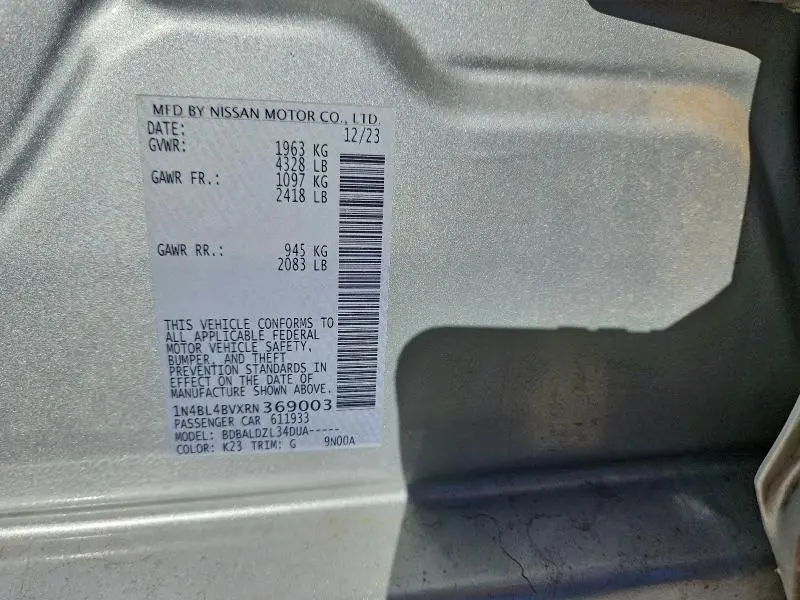 MFD BY NISSAN MOTOR CO., LTD.
DATE: 12/23
GVWR: 1963 KG
4328 LB
GAWR FR.: 1097 KG
2418 LB
GAWR RR.: 945 KG
2083 LB
THIS VEHICLE CONFORMS TO
ALL APPLICABLE FEDERAL
MOTOR VEHICLE SAFETY,
BUMPER, AND THEFT
PREVENTION STANDARDS IN
EFFECT ON THE DATE OF
MANUFACTURE SHOWN ABOVE.
1N4BL4BVXRN369003
PASSENGER CAR 611933
MODEL: BDBALDZL34DUA-----
COLOR: K23 TRIM: G 9N00A